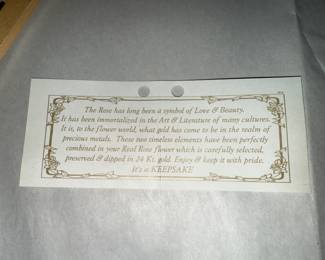 The Rose has long been a symbol of Love & Beauty.
It has been immortalized in the Art & Literature of many cultures.
It is, to the flower world, what gold has come to be in the realm of
precious metals. These two timeless elements have been perfectly
combined in your Real Rose flower which is carefully selected,
preserved & dipped in 24 Kt. gold. Enjoy & keep it with pride.
It's a KEEPSAKE